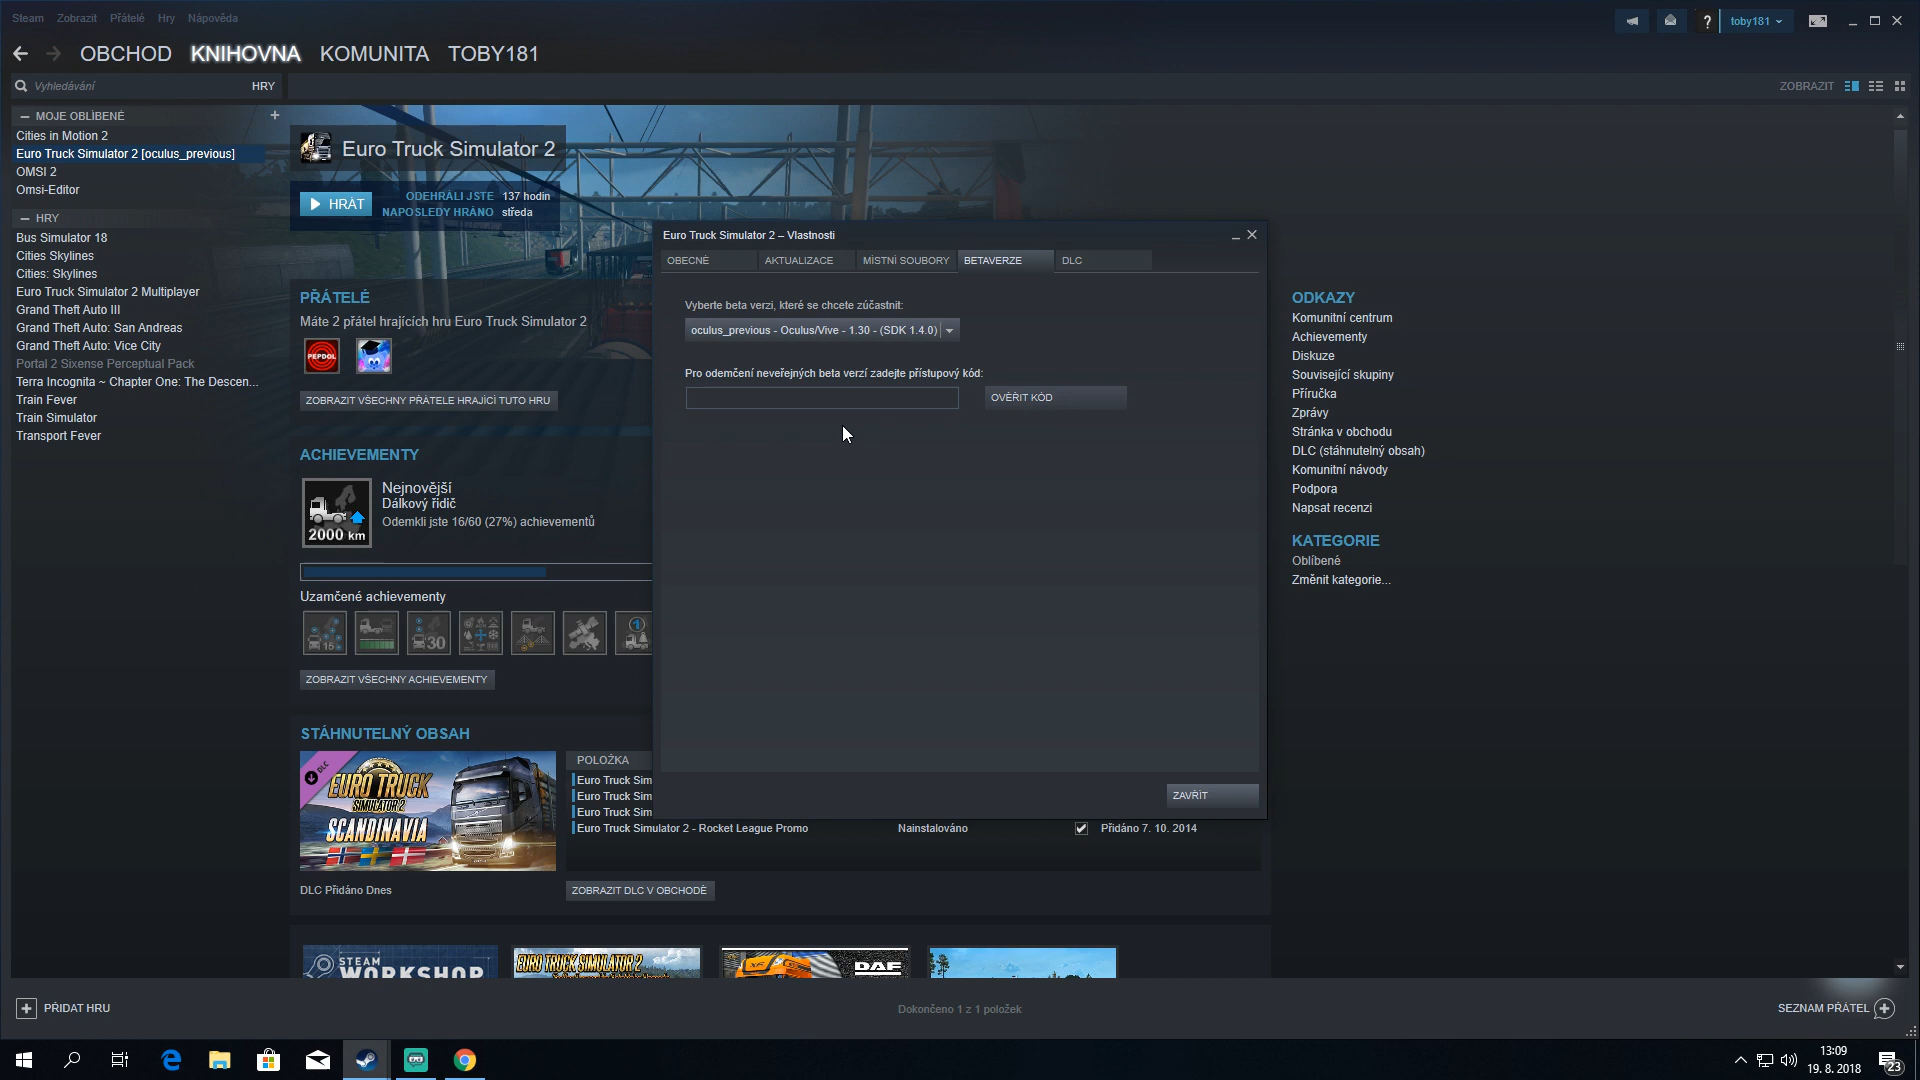 Steam Zobrazit Přátelé Hry Nápověda
? toby181
OBCHOD KNIHOVNA KOMUNITA TOBY181
Vyhledávání HRY
ZOBRAZIT
MOJE OBLÍBENÉ +
Cities in Motion 2
Euro Truck Simulator 2 [oculus_previous]
OMSI 2
Omsi-Editor
HRY
Bus Simulator 18
Cities Skylines
Cities: Skylines
Euro Truck Simulator 2 Multiplayer
Grand Theft Auto III
Grand Theft Auto: San Andreas
Grand Theft Auto: Vice City
Portal 2 Sixense Perceptual Pack
Terra Incognita ~ Chapter One: The Descen...
Train Fever
Train Simulator
Transport Fever
Euro Truck Simulator 2
HRÁT
ODEHRÁLI JSTE 137 hodin
NAPOSLEDY HRÁNO středa
PŘÁTELÉ
Máte 2 přátel hrajících hru Euro Truck Simulator 2
PEPDOL
ZOBRAZIT VŠECHNY PŘÁTELE HRAJÍCÍ TUTO HRU
ACHIEVEMENTY
Nejnovější
Dálkový řidič
Odemkli jste 16/60 (27%) achievementů
2000 km
Uzamčené achievementy
15
30
1
ZOBRAZIT VŠECHNY ACHIEVEMENTY
STÁHNUTELNÝ OBSAH
DLC
EURO TRUCK
SIMULATOR 2
SCANDINAVIA
DLC Přidáno Dnes
POLOŽKA
Euro Truck Sim
Euro Truck Sim
Euro Truck Sim
Euro Truck Simulator 2 - Rocket League Promo Nainstalováno Přidáno 7. 10. 2014
ZOBRAZIT DLC V OBCHODĚ
STEAM
WORKSHOP
EURO TRUCK SIMULATOR 2
XF DAF
Euro Truck Simulator 2 – Vlastnosti
OBECNÉ AKTUALIZACE MÍSTNÍ SOUBORY BETAVERZE DLC
Vyberte beta verzi, které se chcete zúčastnit:
oculus_previous - Oculus/Vive - 1.30 - (SDK 1.4.0)
Pro odemčení neveřejných beta verzí zadejte přístupový kód:
OVĚŘIT KÓD
ZAVŘÍT
ODKAZY
Komunitní centrum
Achievementy
Diskuze
Související skupiny
Příručka
Zprávy
Stránka v obchodu
DLC (stáhnutelný obsah)
Komunitní návody
Podpora
Napsat recenzi
KATEGORIE
Oblíbené
Změnit kategorie...
+ PŘIDAT HRU
Dokončeno 1 z 1 položek
SEZNAM PŘÁTEL +
13:09
19. 8. 2018
23